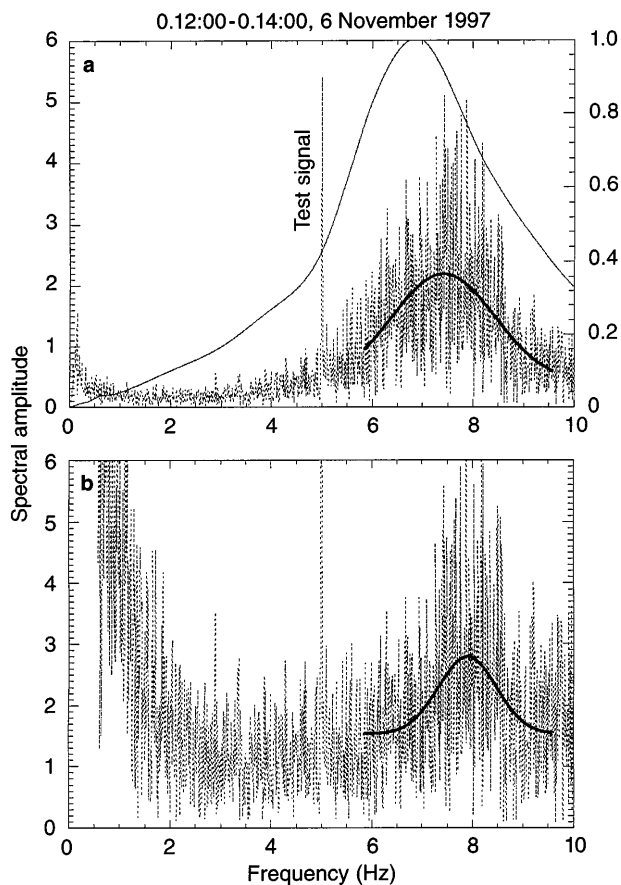 0.12:00-0.14:00, 6 November 1997
a
Test signal
6
5
4
3
2
1
0
1.0
0.8
0.6
0.4
0.2
0
0 2 4 6 8 10
Spectral amplitude
b
6
5
4
3
2
1
0
0 2 4 6 8 10
Frequency (Hz)